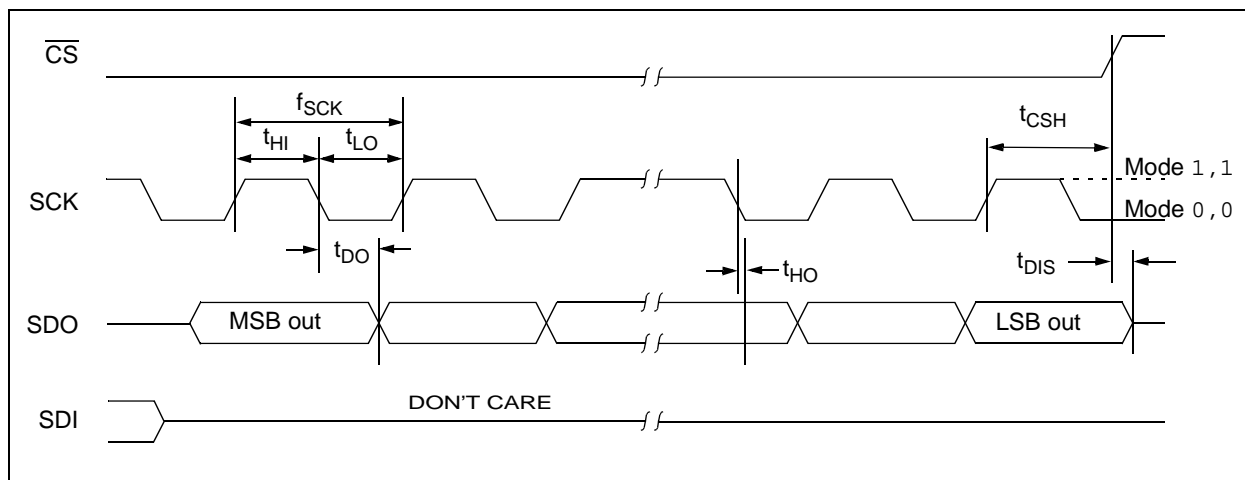 CS
fSCK
tHI
tLO
tCSH
Mode 1,1
SCK
Mode 0,0
tDO
tHO
tDIS
SDO
MSB out
LSB out
DON'T CARE
SDI